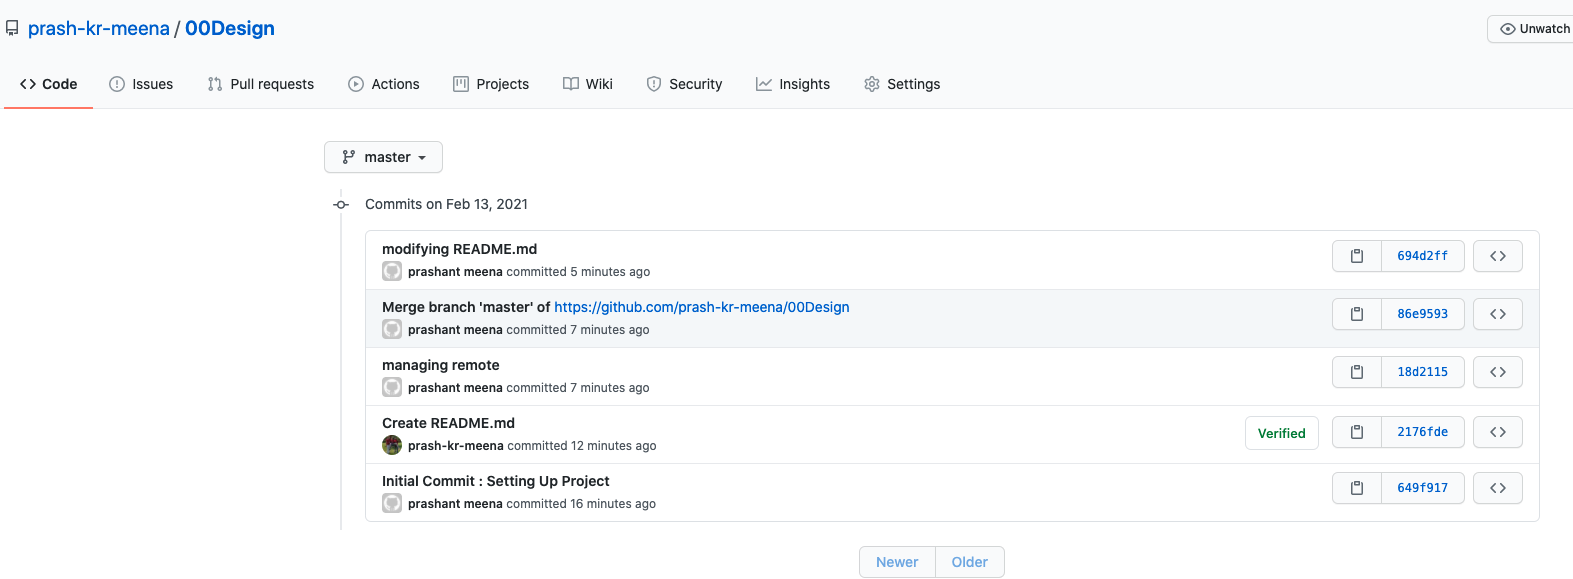 prash-kr-meena / 00Design
Unwatch
Code Issues Pull requests Actions Projects Wiki Security Insights Settings
master
Commits on Feb 13, 2021
modifying README.md
prashant meena committed 5 minutes ago
694d2ff
Merge branch 'master' of https://github.com/prash-kr-meena/00Design
prashant meena committed 7 minutes ago
86e9593
managing remote
prashant meena committed 7 minutes ago
18d2115
Create README.md
prash-kr-meena committed 12 minutes ago
Verified
2176fde
Initial Commit : Setting Up Project
prashant meena committed 16 minutes ago
649f917
Newer Older